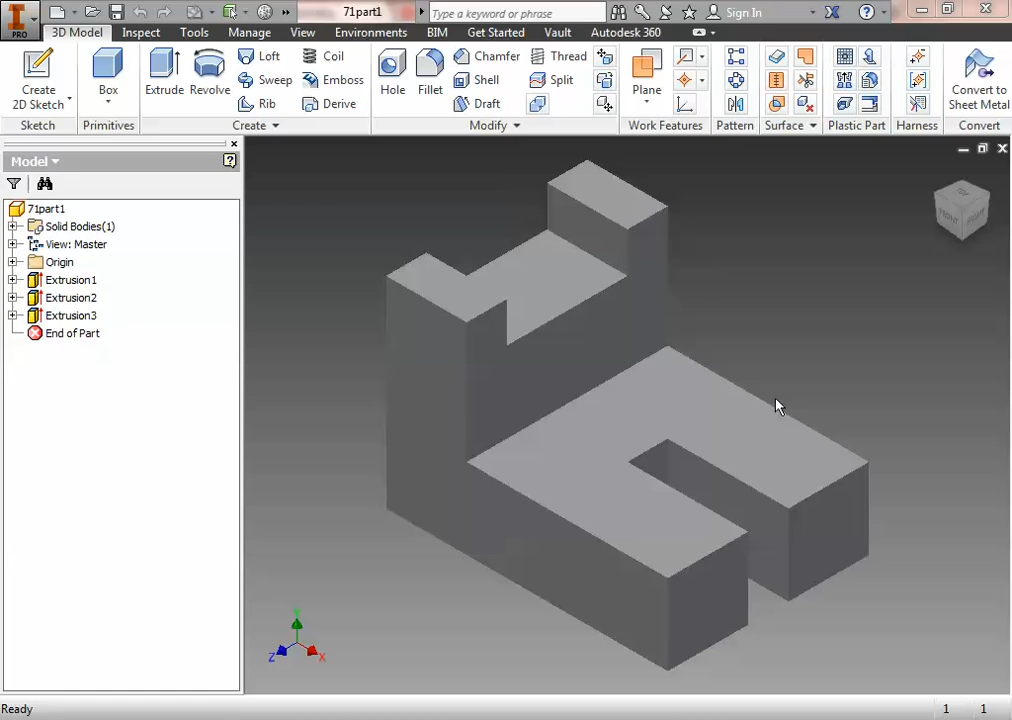 71part1
Type a keyword or phrase
Sign In
PRO
3D Model Inspect Tools Manage View Environments BIM Get Started Vault Autodesk 360
Create
2D Sketch
Box
Extrude
Revolve
Loft
Coil
Sweep
Emboss
Rib
Derive
Hole
Fillet
Chamfer
Thread
Shell
Split
Draft
Plane
Convert to
Sheet Metal
Sketch Primitives Create Modify Work Features Pattern Surface Plastic Part Harness Convert
Model
71part1
Solid Bodies(1)
View: Master
Origin
Extrusion1
Extrusion2
Extrusion3
End of Part
FRONT
Y
Z
X
Ready
1 1